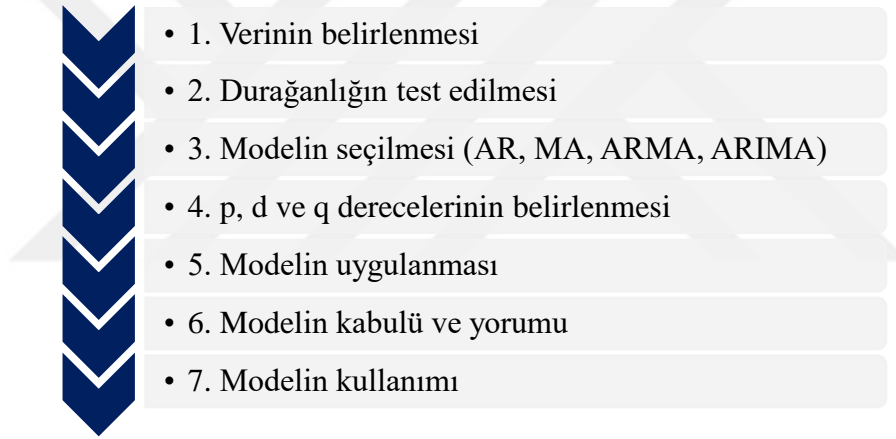 • 1. Verinin belirlenmesi
• 2. Durağanlığın test edilmesi
• 3. Modelin seçilmesi (AR, MA, ARMA, ARIMA)
• 4. p, d ve q derecelerinin belirlenmesi
• 5. Modelin uygulanması
• 6. Modelin kabulü ve yorumu
• 7. Modelin kullanımı